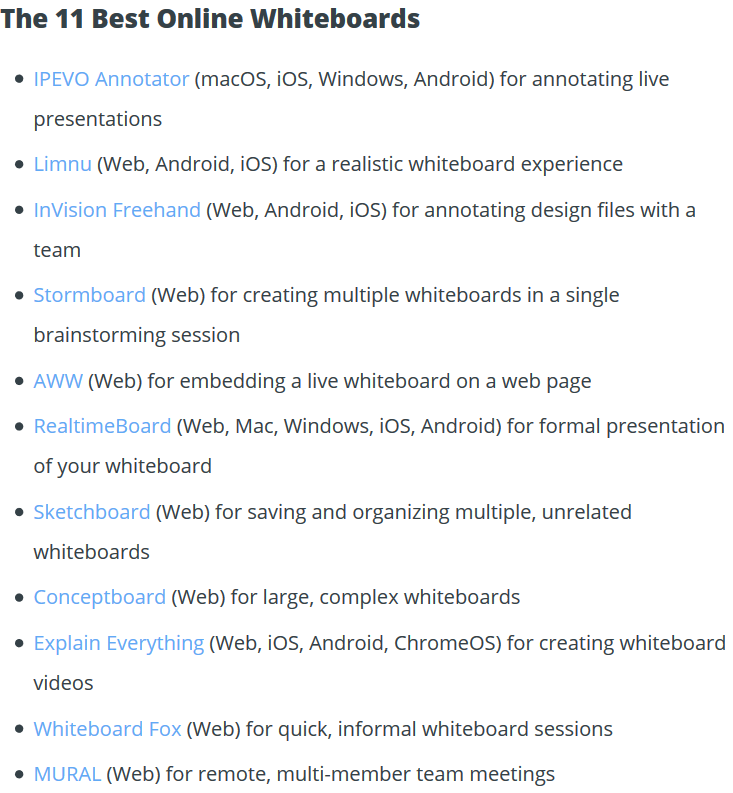 The 11 Best Online Whiteboards
• IPEVO Annotator (macOS, iOS, Windows, Android) for annotating live
presentations
• Limnu (Web, Android, iOS) for a realistic whiteboard experience
• InVision Freehand (Web, Android, iOS) for annotating design files with a
team
• Stormboard (Web) for creating multiple whiteboards in a single
brainstorming session
• AWW (Web) for embedding a live whiteboard on a web page
• RealtimeBoard (Web, Mac, Windows, iOS, Android) for formal presentation
of your whiteboard
• Sketchboard (Web) for saving and organizing multiple, unrelated
whiteboards
• Conceptboard (Web) for large, complex whiteboards
• Explain Everything (Web, iOS, Android, ChromeOS) for creating whiteboard
videos
• Whiteboard Fox (Web) for quick, informal whiteboard sessions
• MURAL (Web) for remote, multi-member team meetings